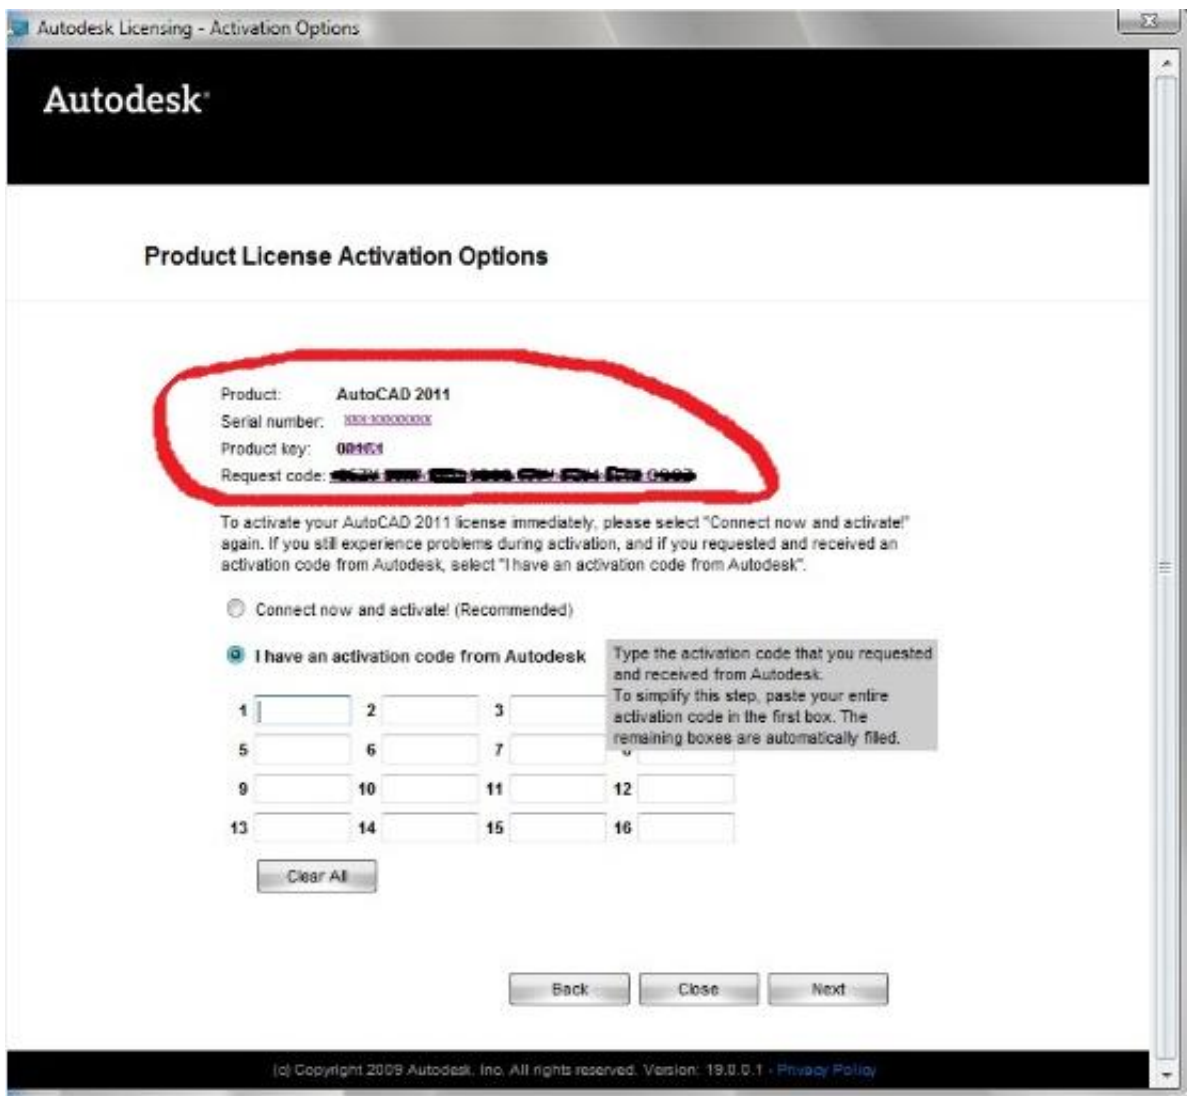 Autodesk Licensing - Activation Options
Autodesk
Product License Activation Options
Product: AutoCAD 2011
Serial number: xxx-xxxxxxxx
Product key: 001C1
Request code:
To activate your AutoCAD 2011 license immediately, please select "Connect now and activate!"
again. If you still experience problems during activation, and if you requested and received an
activation code from Autodesk, select "I have an activation code from Autodesk".
Connect now and activate! (Recommended)
I have an activation code from Autodesk
Type the activation code that you requested
and received from Autodesk.
To simplify this step, paste your entire
activation code in the first box. The
remaining boxes are automatically filled.
1 2 3
5 6 7
9 10 11 12
13 14 15 16
Clear All
Back Close Next
(c) Copyright 2009 Autodesk, Inc. All rights reserved. Version: 19.0.0.1 - Privacy Policy